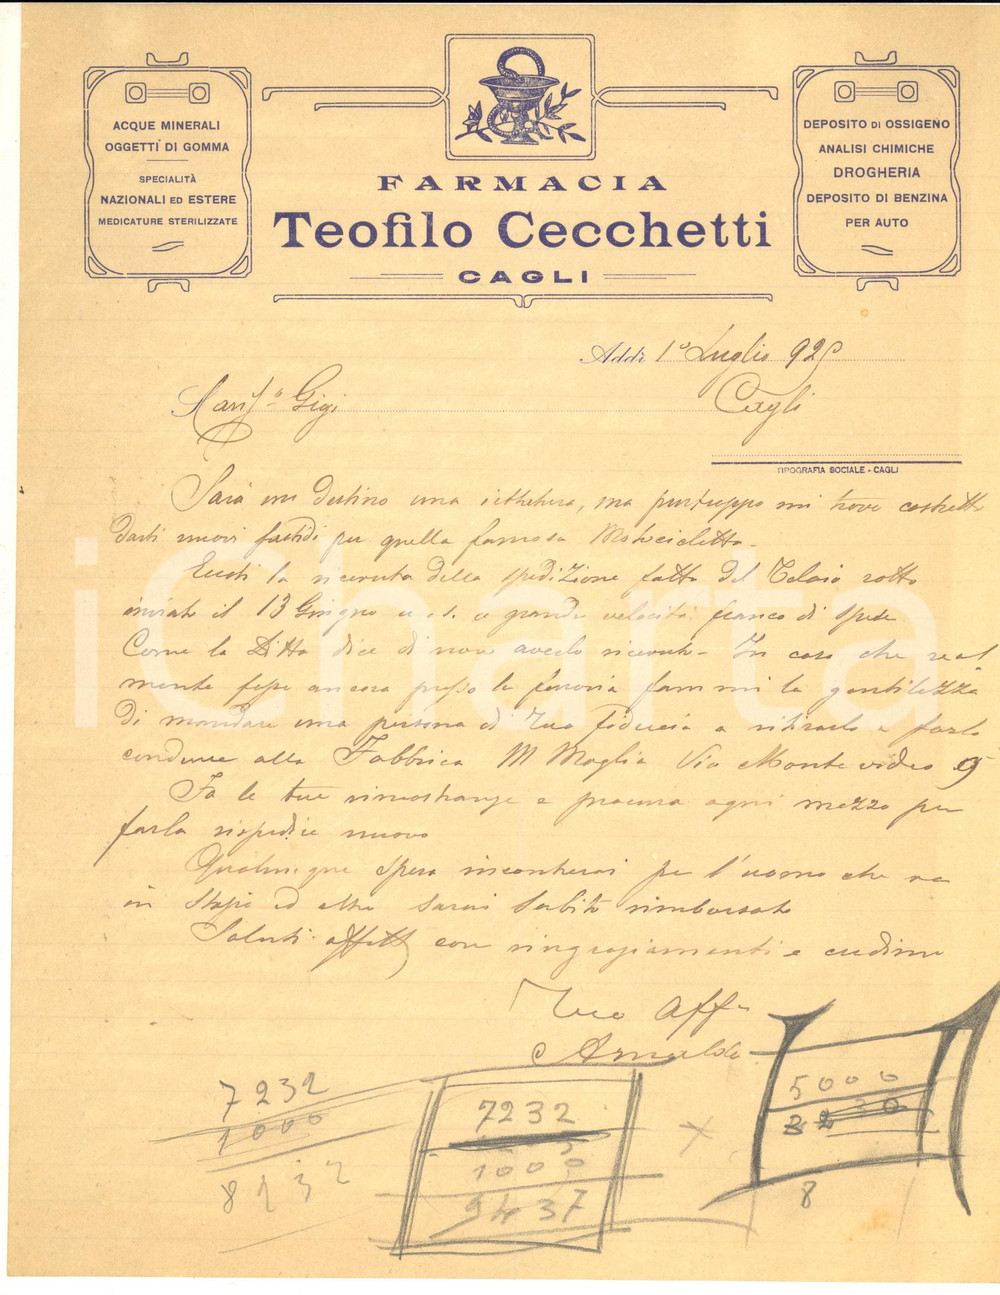 ACQUE MINERALI
OGGETTI DI GOMMA
SPECIALITÀ
NAZIONALI ED ESTERE
MEDICATURE STERILIZZATE
DEPOSITO DI OSSIGENO
ANALISI CHIMICHE
DROGHERIA
DEPOSITO DI BENZINA
PER AUTO
FARMACIA
Teofilo Cecchetti
CAGLI
Addì 1° Luglio 925
Cariſ.o Gigi
Cagli
TIPOGRAFIA SOCIALE - CAGLI
Sarà un destino una iettatura, ma purtroppo mi trovo costretto
darti nuovi fastidi per quella famosa Motocicletta -
la ricevuta della spedizione fatta del Telaio rotto
inviato il 13 Giugno u.s. a grande velocità franco di spese
Come la Ditta dice di non averlo ricevuto - In caso che real
mente fosse ancora presso la ferrovia fammi la gentilezza
di mandare una persona di tua fiducia a ritirarlo e farlo
condurre alla Fabbrica M Moglia Via Montevideo 9
Fa le tue rimostranze e procura ogni mezzo per
farlo rispedire nuovo
Qualunque spesa incontrerai per l'uomo che va
in ed altro sarai subito rimborsato
Saluti affett con ringraziamenti e credimi
Tuo Aff
Arnaldo
7232
1000
8232
7232
1000
9437
x
5000
8
iCharta